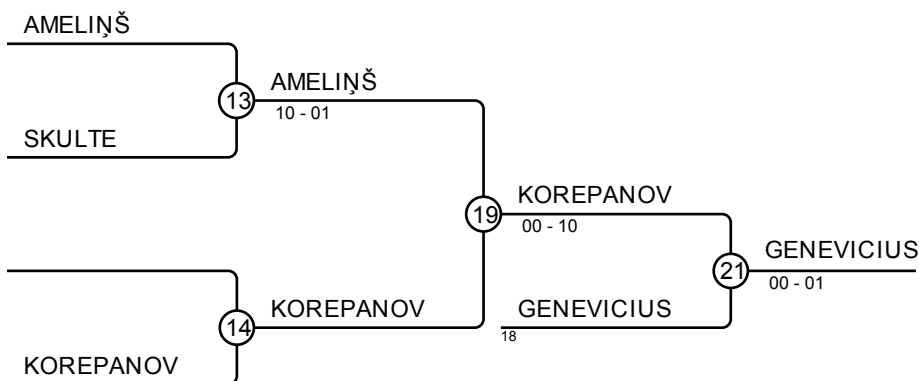 AMELIŅŠ
13
AMELIŅŠ
10 - 01
SKULTE
19
KOREPANOV
00 - 10
21
GENEVICIUS
00 - 01
14
KOREPANOV
GENEVICIUS
18
KOREPANOV